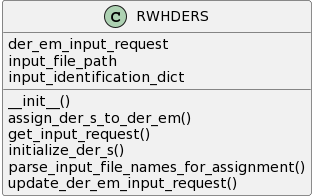 C RWHDERS
der_em_input_request
input_file_path
input_identification_dict
__init__()
assign_der_s_to_der_em()
get_input_request()
initialize_der_s()
parse_input_file_names_for_assignment()
update_der_em_input_request()